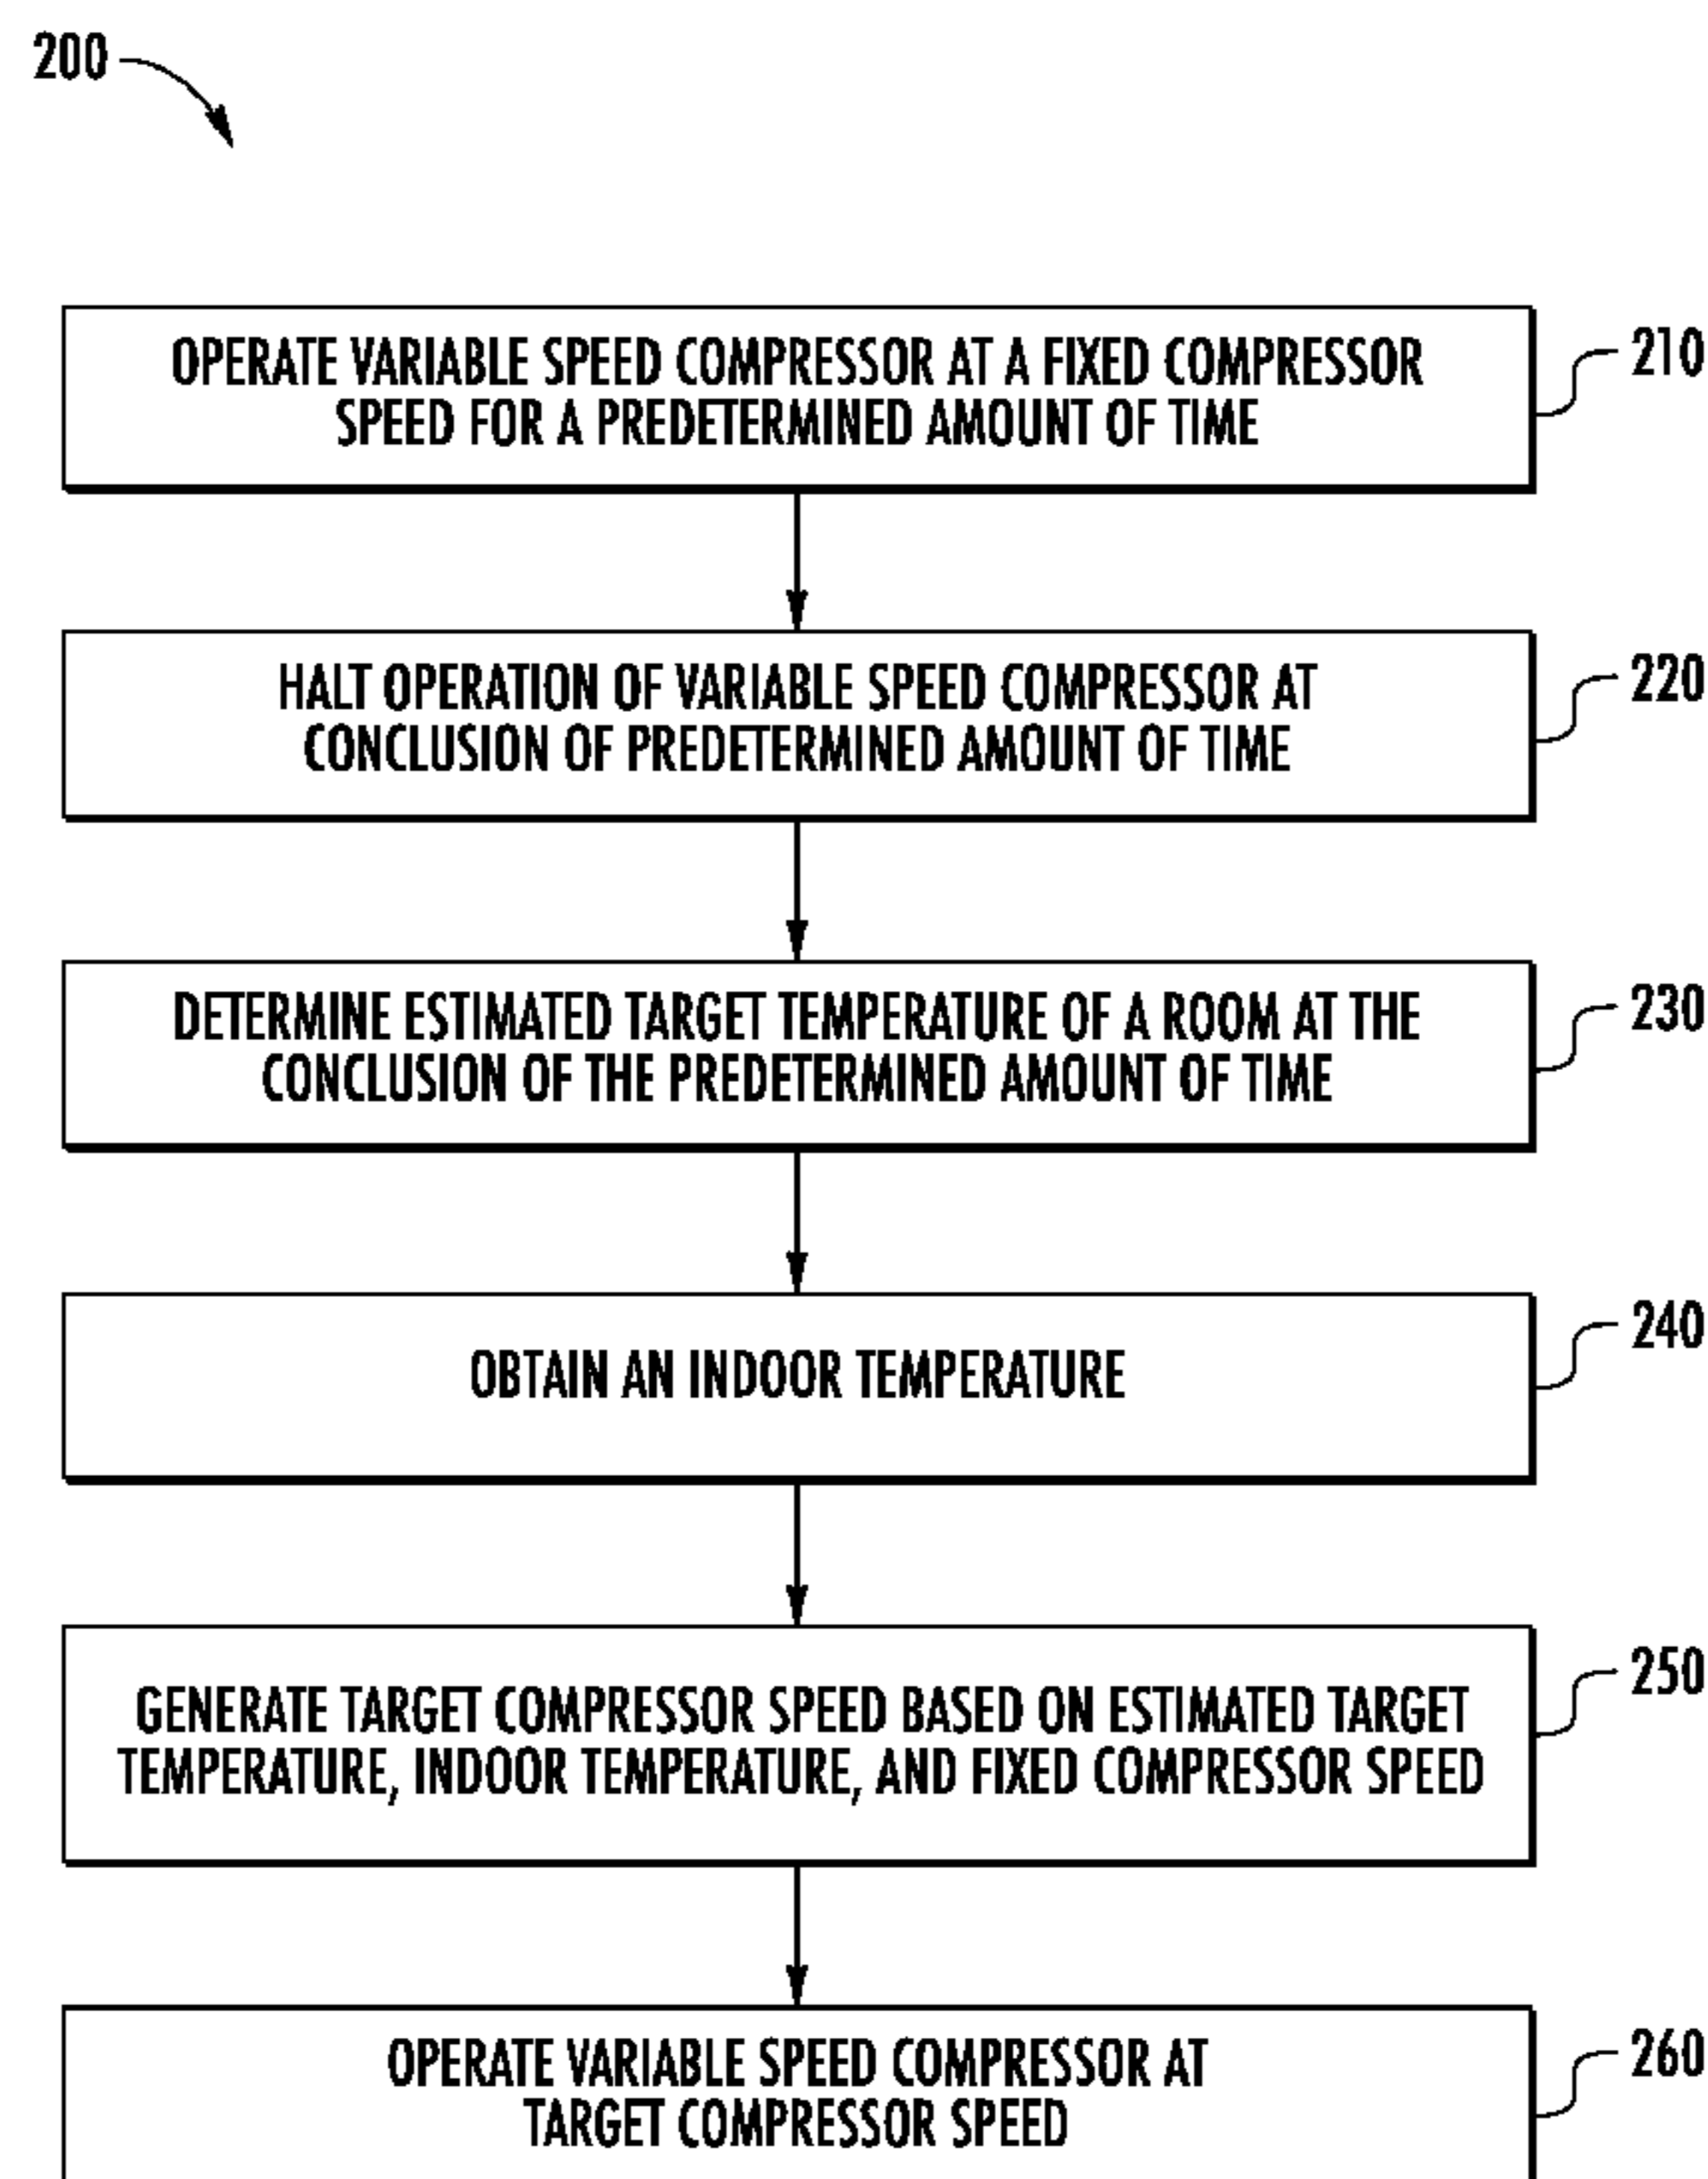 200
OPERATE VARIABLE SPEED COMPRESSOR AT A FIXED COMPRESSOR
SPEED FOR A PREDETERMINED AMOUNT OF TIME
210
HALT OPERATION OF VARIABLE SPEED COMPRESSOR AT
CONCLUSION OF PREDETERMINED AMOUNT OF TIME
220
DETERMINE ESTIMATED TARGET TEMPERATURE OF A ROOM AT THE
CONCLUSION OF THE PREDETERMINED AMOUNT OF TIME
230
OBTAIN AN INDOOR TEMPERATURE
240
GENERATE TARGET COMPRESSOR SPEED BASED ON ESTIMATED TARGET
TEMPERATURE, INDOOR TEMPERATURE, AND FIXED COMPRESSOR SPEED
250
OPERATE VARIABLE SPEED COMPRESSOR AT
TARGET COMPRESSOR SPEED
260